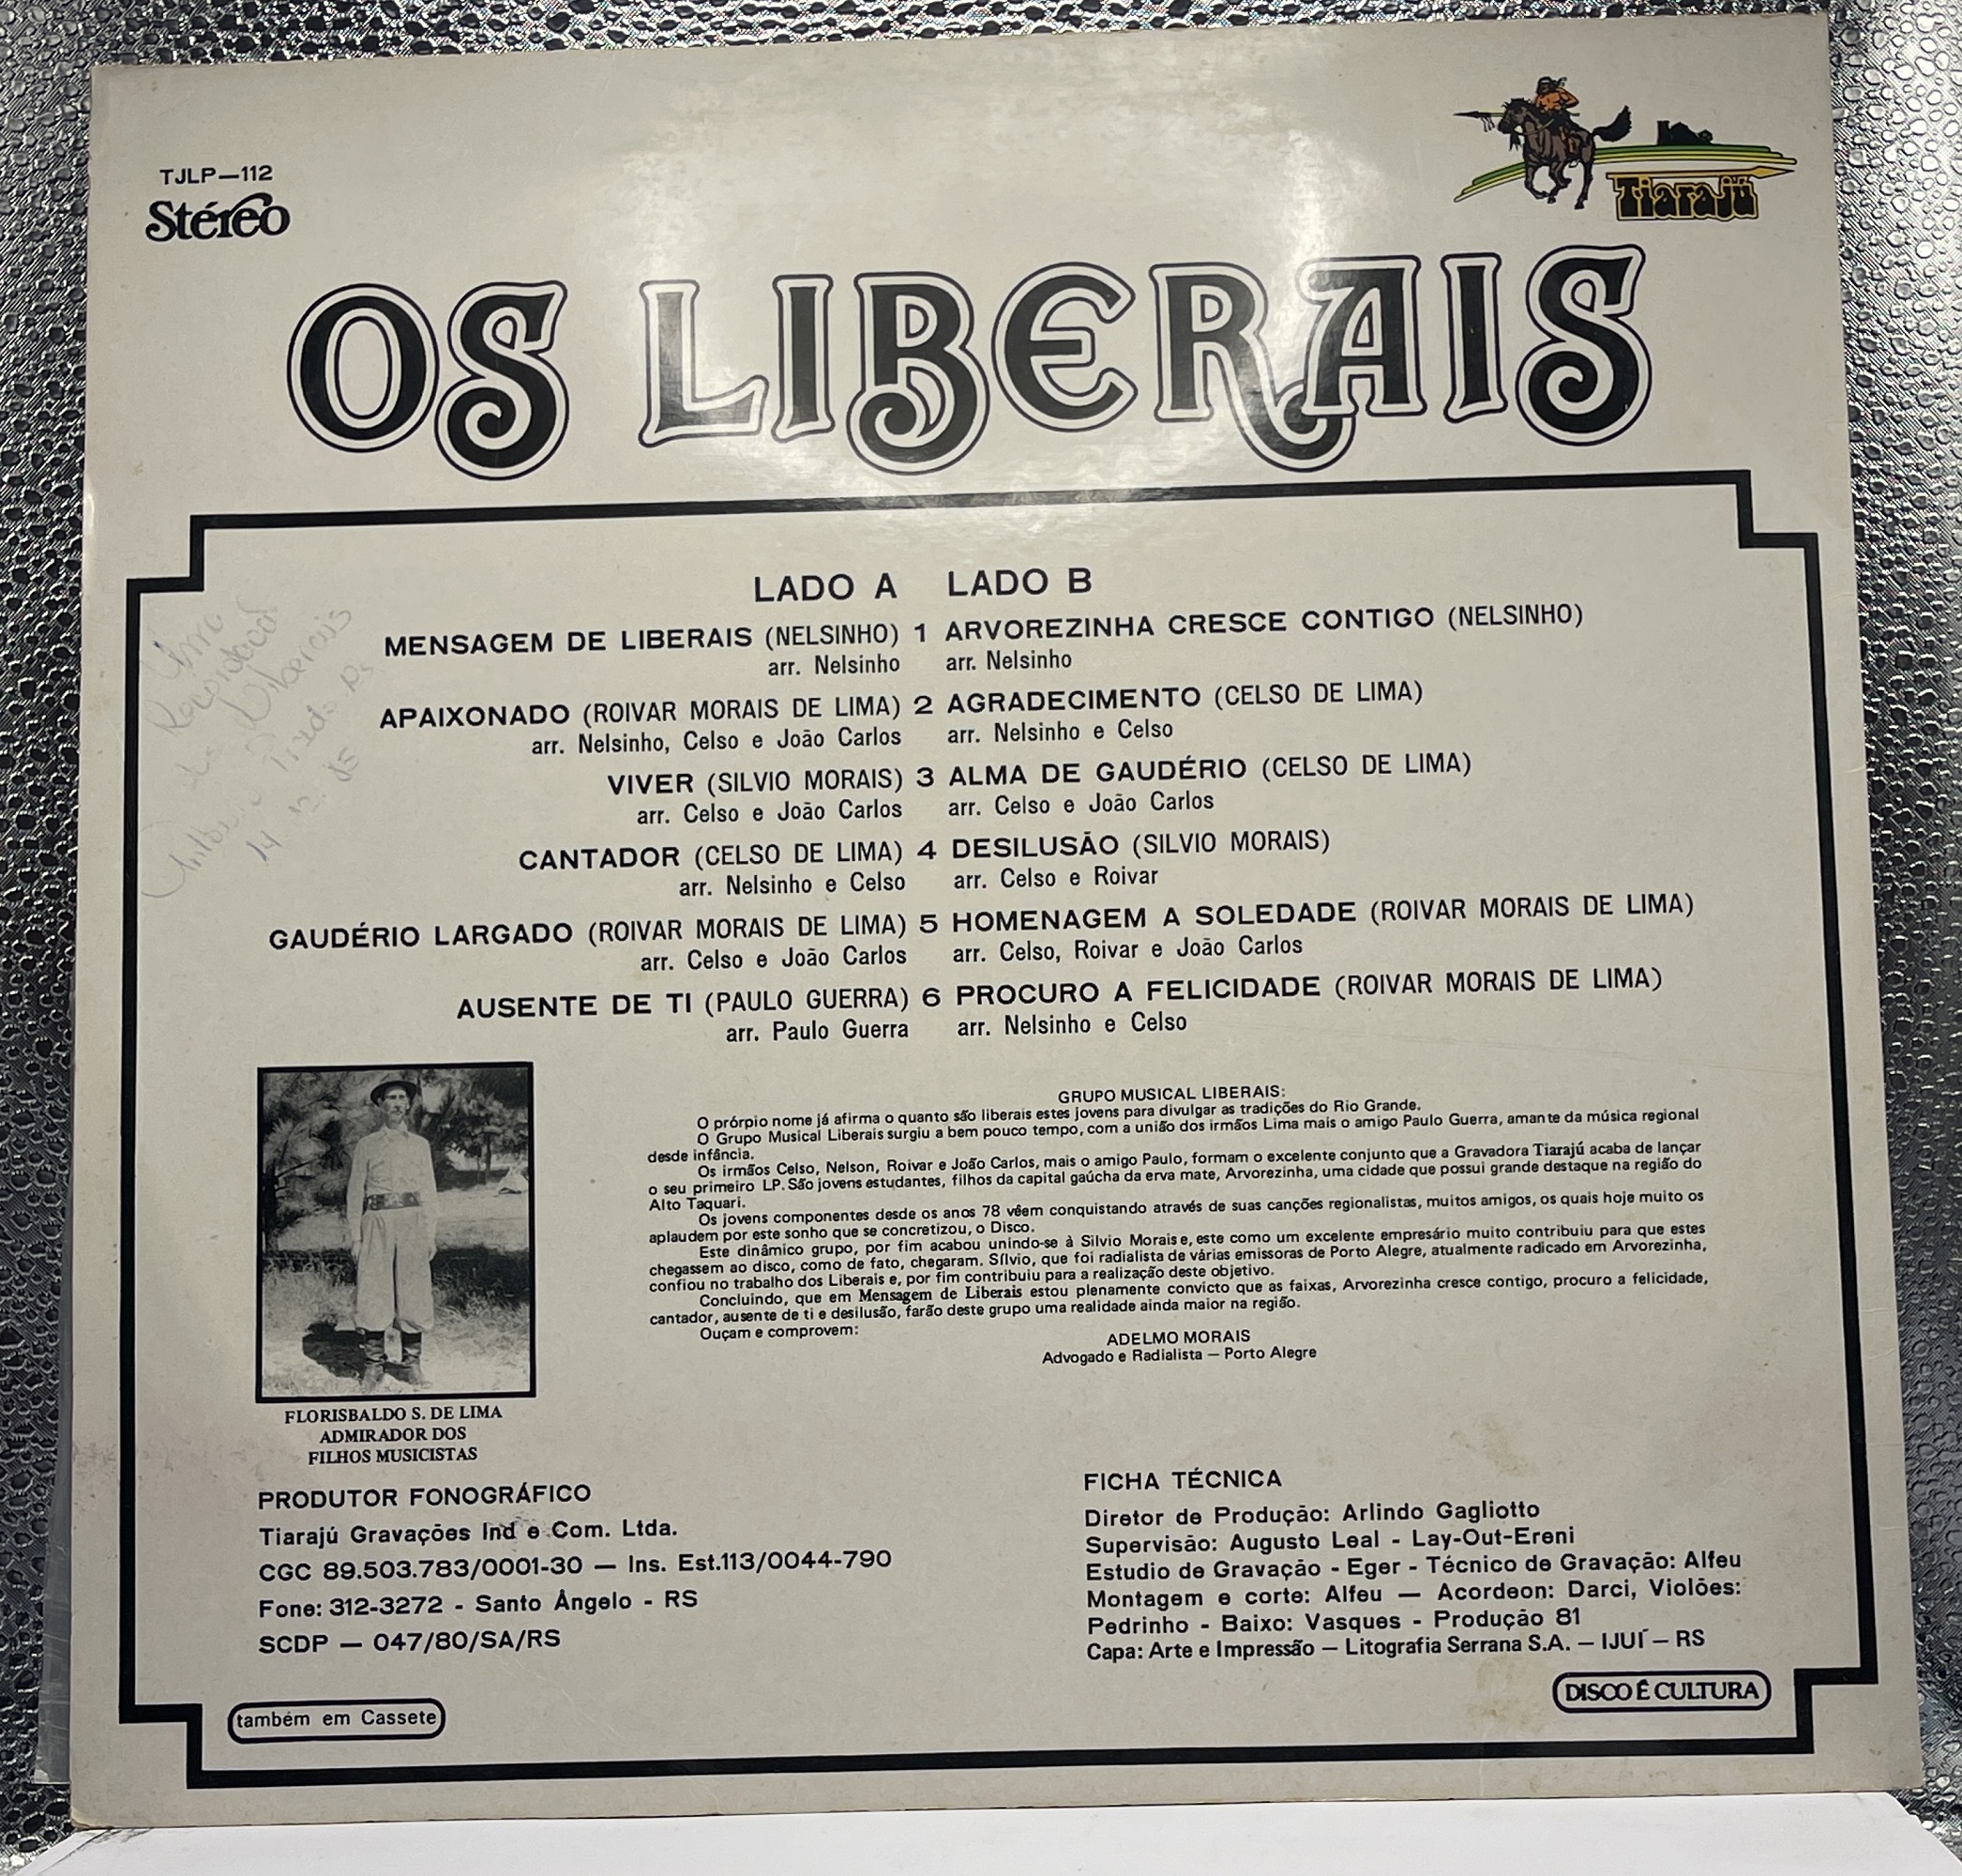 TJLP—112
Stéreo
Tiarajú
OS LIBERAIS
LADO A LADO B
MENSAGEM DE LIBERAIS (NELSINHO) 1 ARVOREZINHA CRESCE CONTIGO (NELSINHO)
arr. Nelsinho arr. Nelsinho
APAIXONADO (ROIVAR MORAIS DE LIMA) 2 AGRADECIMENTO (CELSO DE LIMA)
arr. Nelsinho, Celso e João Carlos arr. Nelsinho e Celso
VIVER (SILVIO MORAIS) 3 ALMA DE GAUDÉRIO (CELSO DE LIMA)
arr. Celso e João Carlos arr. Celso e João Carlos
CANTADOR (CELSO DE LIMA) 4 DESILUSÃO (SILVIO MORAIS)
arr. Nelsinho e Celso arr. Celso e Roivar
GAUDÉRIO LARGADO (ROIVAR MORAIS DE LIMA) 5 HOMENAGEM A SOLEDADE (ROIVAR MORAIS DE LIMA)
arr. Celso e João Carlos arr. Celso, Roivar e João Carlos
AUSENTE DE TI (PAULO GUERRA) 6 PROCURO A FELICIDADE (ROIVAR MORAIS DE LIMA)
arr. Paulo Guerra arr. Nelsinho e Celso
Liberais
GRUPO MUSICAL LIBERAIS:
O prórpio nome já afirma o quanto são liberais estes jovens para divulgar as tradições do Rio Grande.
O Grupo Musical Liberais surgiu a bem pouco tempo, com a união dos irmãos Lima mais o amigo Paulo Guerra, amante da música regional
desde infância.
Os irmãos Celso, Nelson, Roivar e João Carlos, mais o amigo Paulo, formam o excelente conjunto que a Gravadora Tiarajú acaba de lançar
o seu primeiro LP. São jovens estudantes, filhos da capital gaúcha da erva mate, Arvorezinha, uma cidade que possui grande destaque na região do
Alto Taquari.
Os jovens componentes desde os anos 78 vêem conquistando através de suas canções regionalistas, muitos amigos, os quais hoje muito os
aplaudem por este sonho que se concretizou, o Disco.
Este dinâmico grupo, por fim acabou unindo-se à Silvio Morais e, este como um excelente empresário muito contribuiu para que estes
chegassem ao disco, como de fato, chegaram. Sílvio, que foi radialista de várias emissoras de Porto Alegre, atualmente radicado em Arvorezinha,
confiou no trabalho dos Liberais e, por fim contribuiu para a realização deste objetivo.
Concluindo, que em Mensagem de Liberais estou plenamente convicto que as faixas, Arvorezinha cresce contigo, procuro a felicidade,
cantador, ausente de ti e desilusão, farão deste grupo uma realidade ainda maior na região.
Ouçam e comprovem:
ADELMO MORAIS
Advogado e Radialista — Porto Alegre
FLORISBALDO S. DE LIMA
ADMIRADOR DOS
FILHOS MUSICISTAS
PRODUTOR FONOGRÁFICO
Tiarajú Gravações Ind e Com. Ltda.
CGC 89.503.783/0001-30 — Ins. Est.113/0044-790
Fone: 312-3272 - Santo Ângelo - RS
SCDP — 047/80/SA/RS
FICHA TÉCNICA
Diretor de Produção: Arlindo Gagliotto
Supervisão: Augusto Leal - Lay-Out-Ereni
Estudio de Gravação - Eger - Técnico de Gravação: Alfeu
Montagem e corte: Alfeu — Acordeon: Darci, Violões:
Pedrinho - Baixo: Vasques - Produção 81
Capa: Arte e Impressão — Litografia Serrana S.A. — IJUÍ — RS
também em Cassete
DISCO É CULTURA